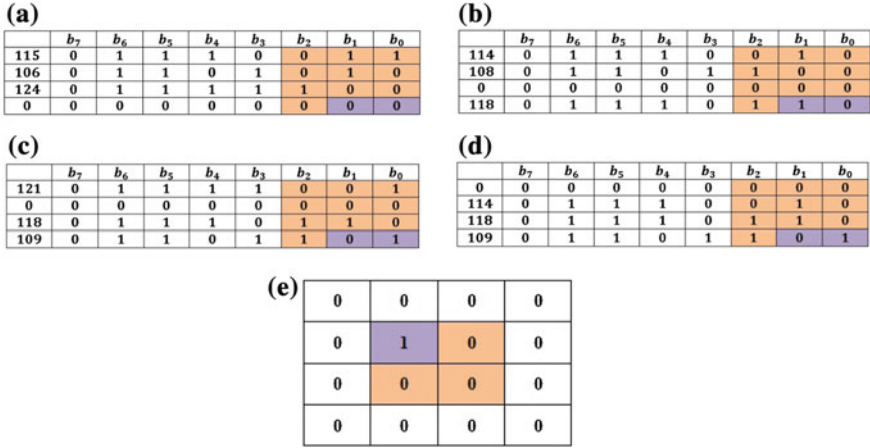 (a)
b₇ b₆ b₅ b₄ b₃ b₂ b₁ b₀
115 0 1 1 1 0 0 1 1
106 0 1 1 0 1 0 1 0
124 0 1 1 1 1 1 0 0
0 0 0 0 0 0 0 0 0
(b)
b₇ b₆ b₅ b₄ b₃ b₂ b₁ b₀
114 0 1 1 1 0 0 1 0
108 0 1 1 0 1 1 0 0
0 0 0 0 0 0 0 0 0
118 0 1 1 1 0 1 1 0
(c)
b₇ b₆ b₅ b₄ b₃ b₂ b₁ b₀
121 0 1 1 1 1 0 0 1
0 0 0 0 0 0 0 0 0
118 0 1 1 1 0 1 1 0
109 0 1 1 0 1 1 0 1
(d)
b₇ b₆ b₅ b₄ b₃ b₂ b₁ b₀
0 0 0 0 0 0 0 0 0
114 0 1 1 1 0 0 1 0
118 0 1 1 1 0 1 1 0
109 0 1 1 0 1 1 0 1
(e)
0 0 0 0
0 1 0 0
0 0 0 0
0 0 0 0